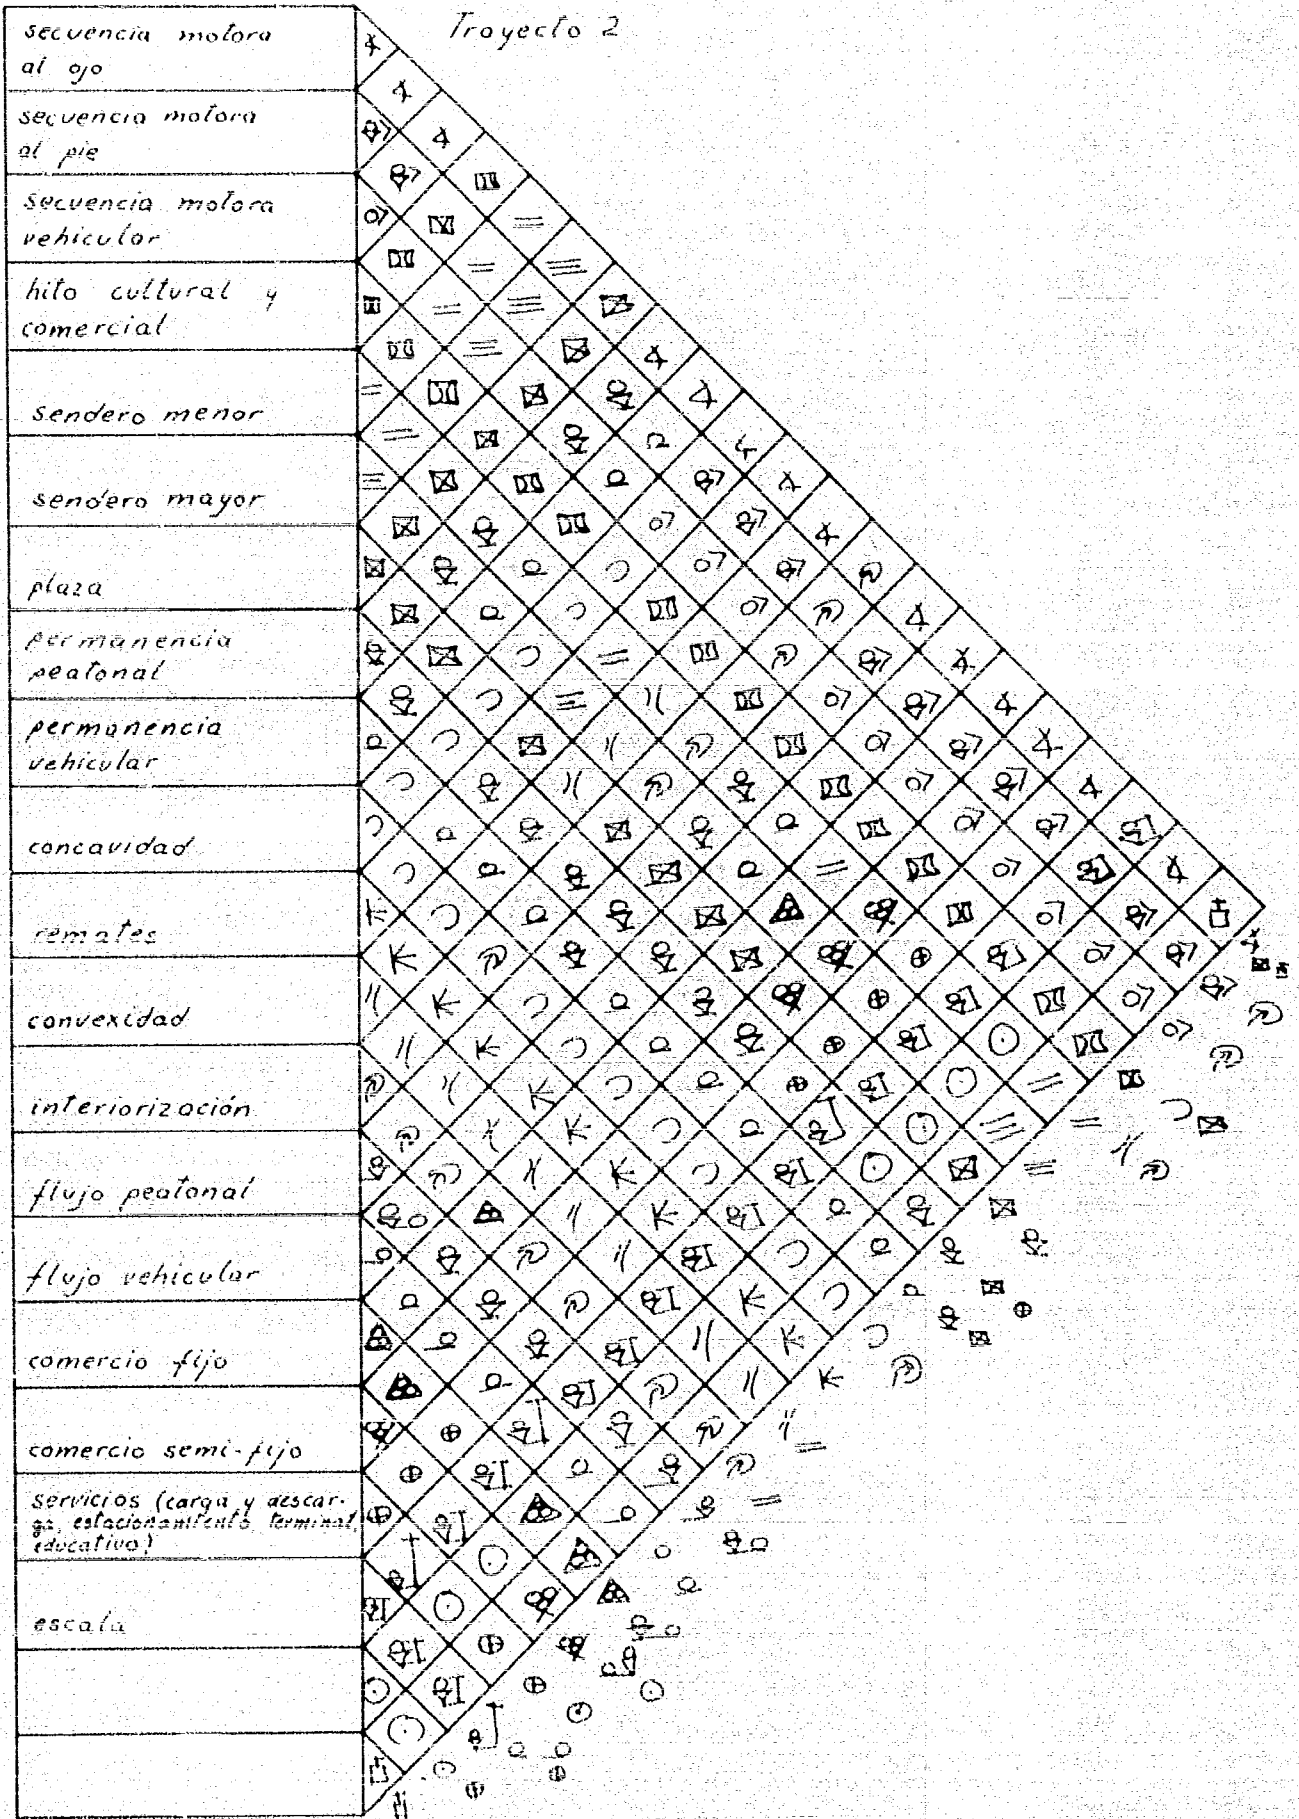 Trayecto 2
secuencia motora
al ojo
secuencia motora
al pie
secuencia motora
vehicular
hito cultural y
comercial
sendero menor
sendero mayor
plaza
permanencia
peatonal
permanencia
vehicular
concavidad
remates
convexidad
interiorización
flujo peatonal
flujo vehicular
comercio fijo
comercio semi-fijo
servicios (carga y descar-
ga, estacionamiento, terminal,
educativo)
escala